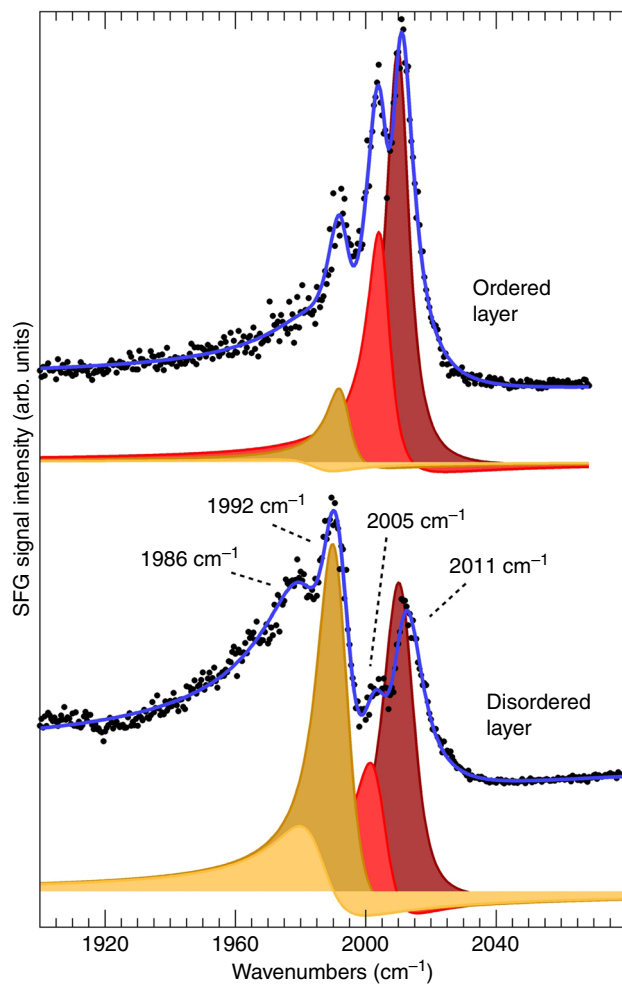 Ordered
layer
SFG signal intensity (arb. units)
1992 cm⁻¹
2005 cm⁻¹
1986 cm⁻¹
2011 cm⁻¹
Disordered
layer
1920 1960 2000 2040
Wavenumbers (cm⁻¹)